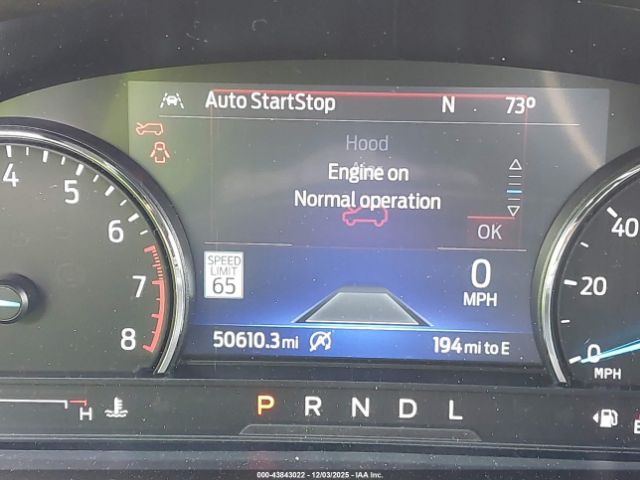 Auto StartStop N 73°
Hood
Engine on
Normal operation
OK
SPEED
LIMIT
65
0
MPH
50610.3 mi
194 mi to E
4
5
6
7
8
H
P R N D L
40
20
0
MPH
E
000-43843022 - 12/03/2025 - IAA Inc.